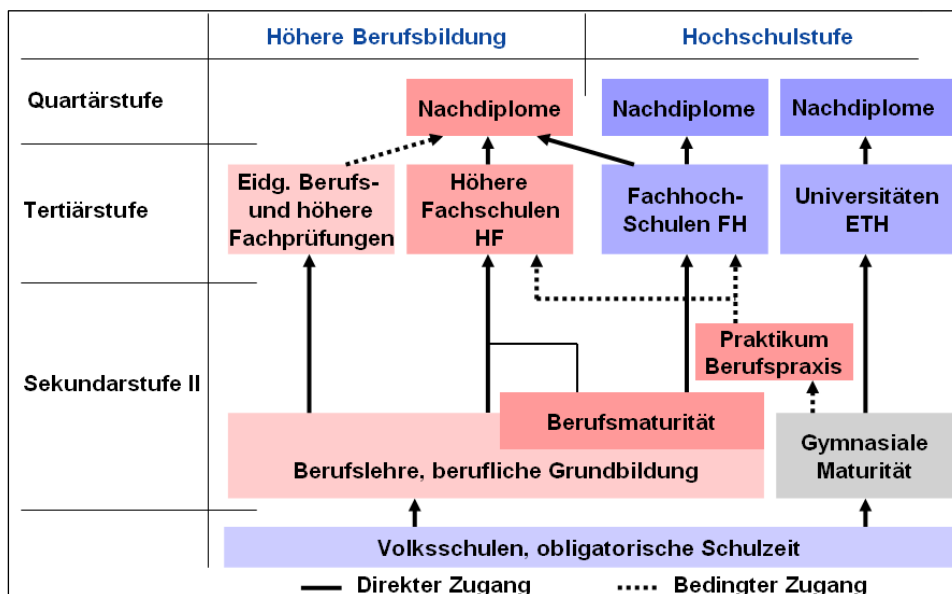 Höhere Berufsbildung
Hochschulstufe
Quartärstufe
Nachdiplome
Nachdiplome
Nachdiplome
Tertiärstufe
Eidg. Berufs-
und höhere
Fachprüfungen
Höhere
Fachschulen
HF
Fachhoch-
Schulen FH
Universitäten
ETH
Sekundarstufe II
Praktikum
Berufspraxis
Berufsmaturität
Berufslehre, berufliche Grundbildung
Gymnasiale
Maturität
Volksschulen, obligatorische Schulzeit
Direkter Zugang
Bedingter Zugang